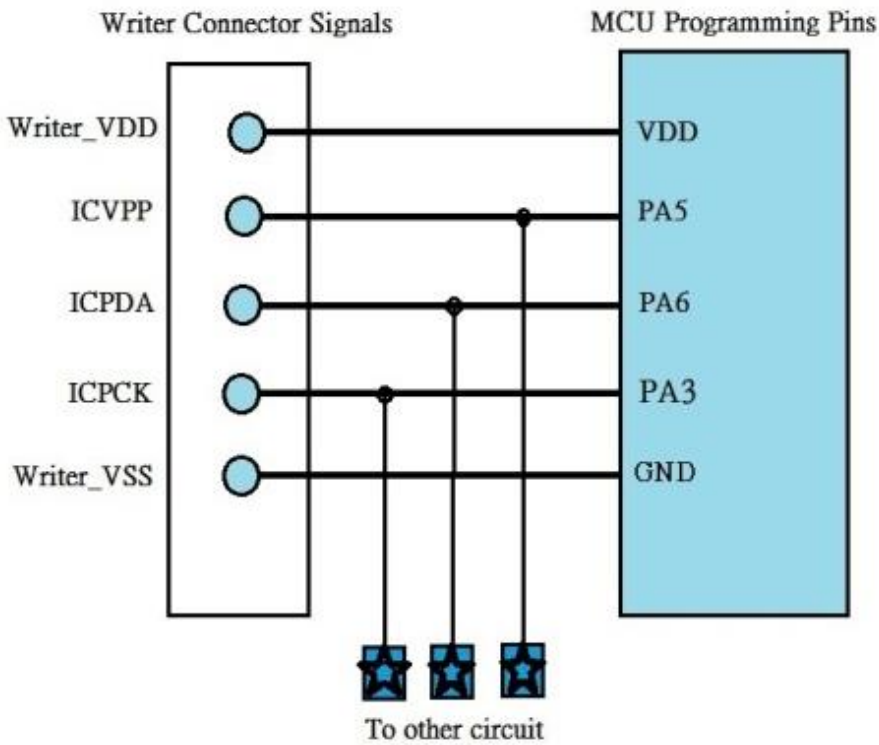 Writer Connector Signals
MCU Programming Pins
Writer_VDD
VDD
ICVPP
PA5
ICPDA
PA6
ICPCK
PA3
Writer_VSS
GND
To other circuit